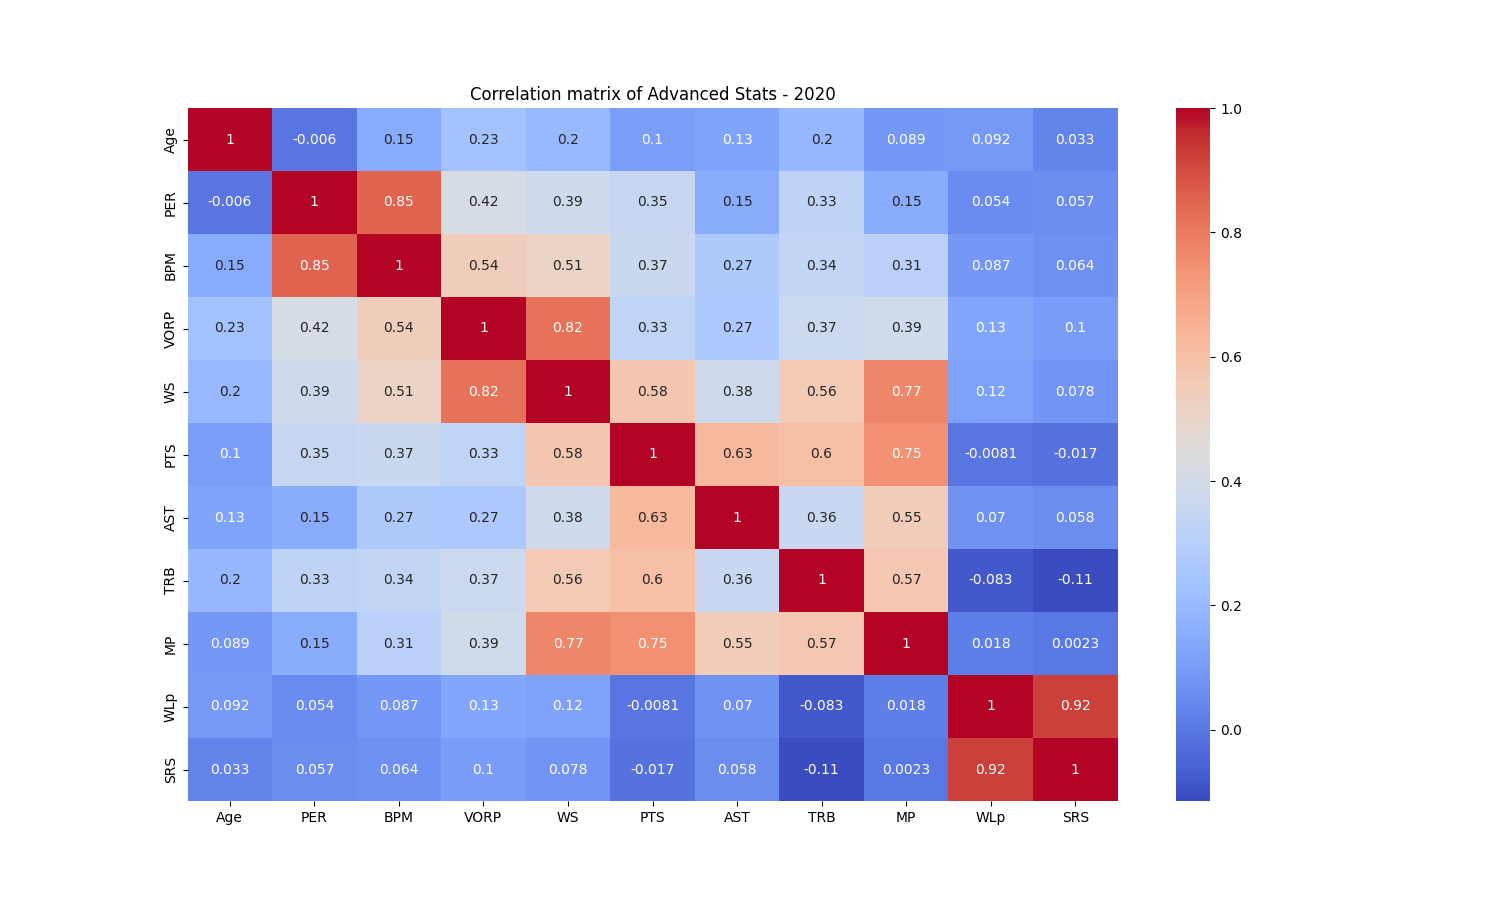 Correlation matrix of Advanced Stats - 2020
Age 1 -0.006 0.15 0.23 0.2 0.1 0.13 0.2 0.089 0.092 0.033
PER -0.006 1 0.85 0.42 0.39 0.35 0.15 0.33 0.15 0.054 0.057
BPM 0.15 0.85 1 0.54 0.51 0.37 0.27 0.34 0.31 0.087 0.064
VORP 0.23 0.42 0.54 1 0.82 0.33 0.27 0.37 0.39 0.13 0.1
WS 0.2 0.39 0.51 0.82 1 0.58 0.38 0.56 0.77 0.12 0.078
PTS 0.1 0.35 0.37 0.33 0.58 1 0.63 0.6 0.75 -0.0081 -0.017
AST 0.13 0.15 0.27 0.27 0.38 0.63 1 0.36 0.55 0.07 0.058
TRB 0.2 0.33 0.34 0.37 0.56 0.6 0.36 1 0.57 -0.083 -0.11
MP 0.089 0.15 0.31 0.39 0.77 0.75 0.55 0.57 1 0.018 0.0023
WLp 0.092 0.054 0.087 0.13 0.12 -0.0081 0.07 -0.083 0.018 1 0.92
SRS 0.033 0.057 0.064 0.1 0.078 -0.017 0.058 -0.11 0.0023 0.92 1
Age PER BPM VORP WS PTS AST TRB MP WLp SRS
1.0
0.8
0.6
0.4
0.2
0.0